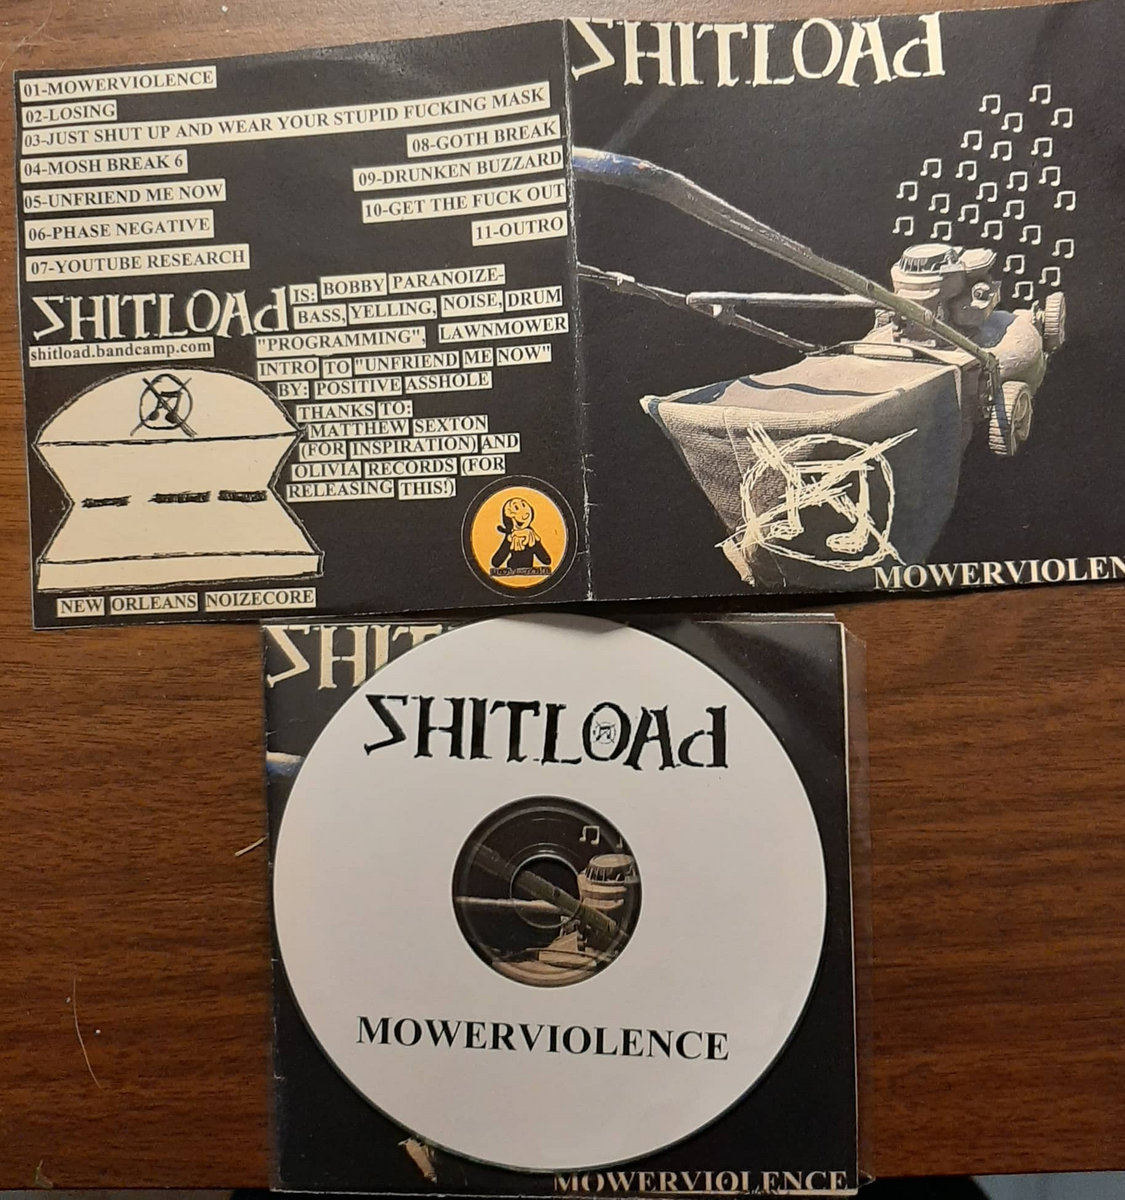 01-MOWERVIOLENCE
02-LOSING
03-JUST SHUT UP AND WEAR YOUR STUPID FUCKING MASK
04-MOSH BREAK 6
05-UNFRIEND ME NOW
06-PHASE NEGATIVE
07-YOUTUBE RESEARCH
08-GOTH BREAK
09-DRUNKEN BUZZARD
10-GET THE FUCK OUT
11-OUTRO
SHITLOAd
shitload.bandcamp.com
IS: BOBBY PARANOIZE-
BASS, YELLING, NOISE, DRUM
"PROGRAMMING", LAWNMOWER
INTRO TO "UNFRIEND ME NOW"
BY: POSITIVE ASSHOLE
THANKS TO:
MATTHEW SEXTON
(FOR INSPIRATION) AND
OLIVIA RECORDS (FOR
RELEASING THIS!)
NEW ORLEANS NOIZECORE
SHITLOAd
MOWERVIOLEN
SHIT
SHITLOAd
MOWERVIOLENCE
MOWERVIOLENCE